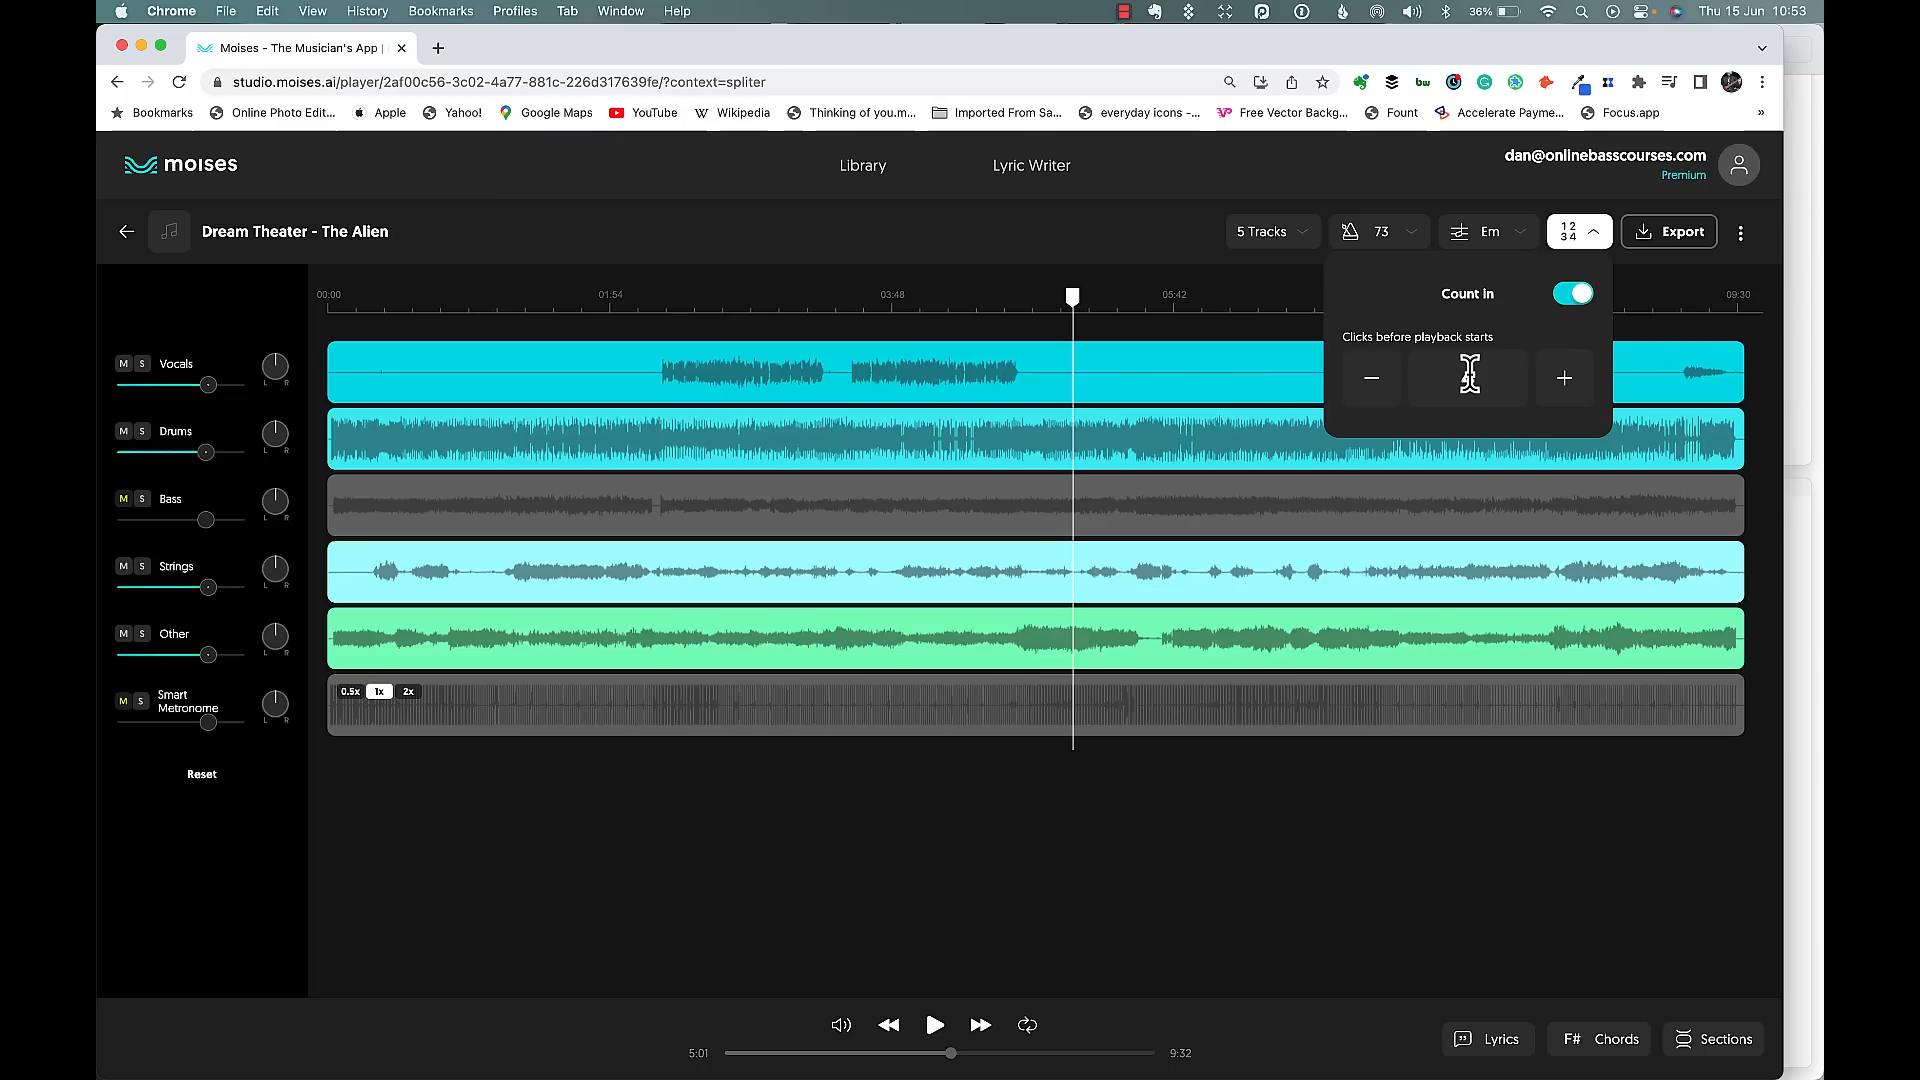 Chrome File Edit View History Bookmarks Profiles Tab Window Help 36% Thu 15 Jun 10:53
Moises - The Musician's App |
studio.moises.ai/player/2af00c56-3c02-4a77-881c-226d317639fe/?context=spliter
Bookmarks Online Photo Edit... Apple Yahoo! Google Maps YouTube Wikipedia Thinking of you.m... Imported From Sa... everyday icons -... Free Vector Backg... Fount Accelerate Payme... Focus.app »
moises Library Lyric Writer dan@onlinebasscourses.com
Premium
Dream Theater - The Alien 5 Tracks 73 Em 1 2 3 4 Export
00:00 01:54 03:48 05:42 09:30
Count in
Clicks before playback starts
M S Vocals L R
M S Drums L R
M S Bass L R
M S Strings L R
M S Other L R
M S Smart Metronome L R
0.5x 1x 2x
Reset
5:01 9:32
Lyrics F# Chords Sections